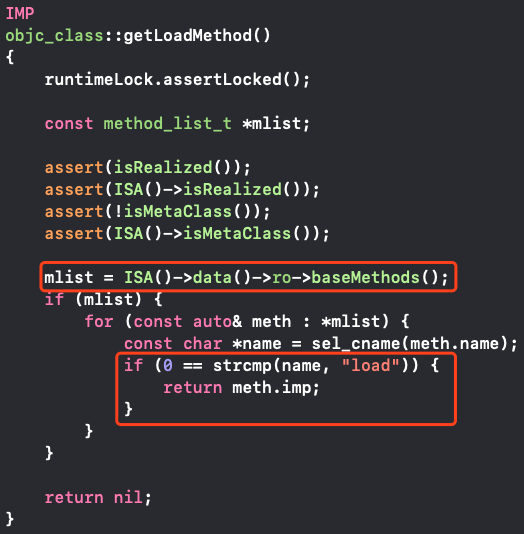 IMP
objc_class::getLoadMethod()
{
    runtimeLock.assertLocked();

    const method_list_t *mlist;

    assert(isRealized());
    assert(ISA()->isRealized());
    assert(!isMetaClass());
    assert(ISA()->isMetaClass());

    mlist = ISA()->data()->ro->baseMethods();
    if (mlist) {
        for (const auto& meth : *mlist) {
            const char *name = sel_cname(meth.name);
            if (0 == strcmp(name, "load")) {
                return meth.imp;
            }
        }
    }

    return nil;
}